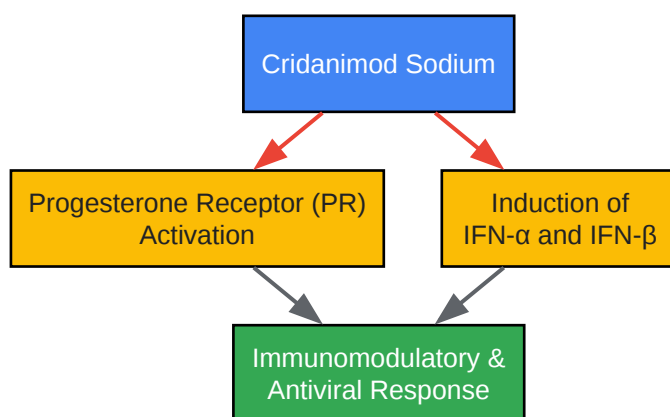 Cridanimod Sodium
Progesterone Receptor (PR)
Activation
Induction of
IFN-α and IFN-β
Immunomodulatory &
Antiviral Response